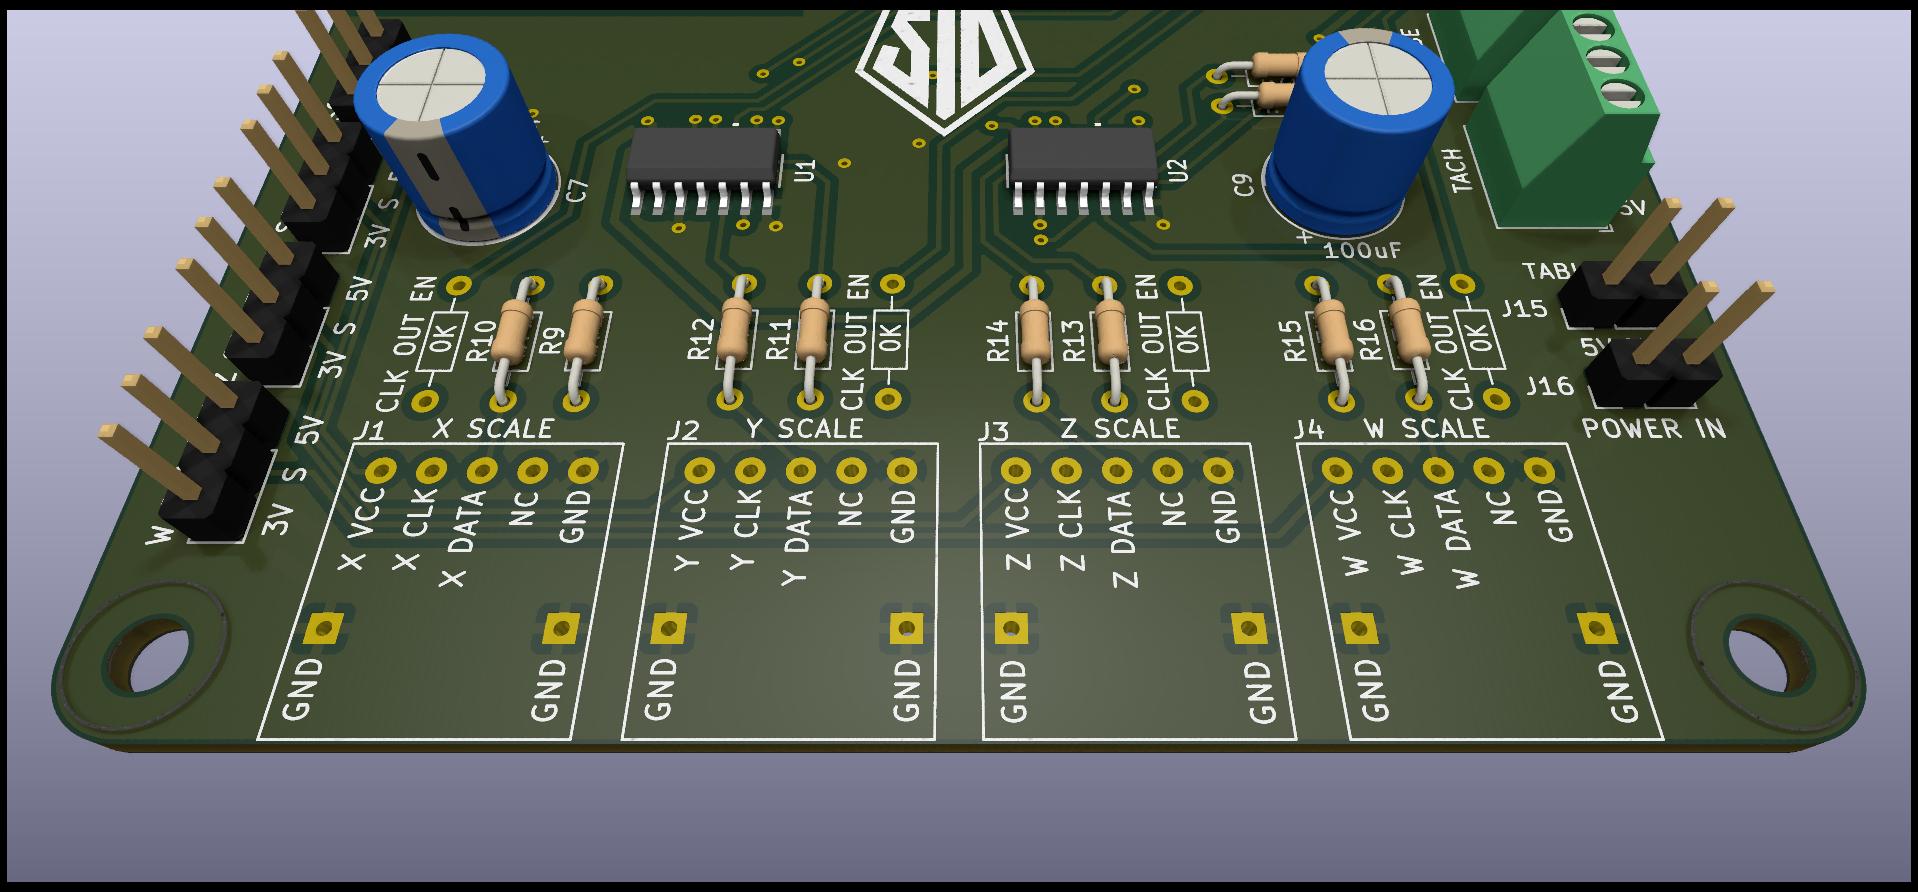 SID
U1
U2
C7
C9
+
100uF
TACH
5V
3V S
5V
3V S
5V
3V S
W
J15
J16
POWER IN
CLK OUT EN
0K
R10
R9
R12
R11
CLK OUT EN
0K
R14
R13
CLK OUT EN
0K
R15
R16
CLK OUT EN
0K
J1 X SCALE
J2 Y SCALE
J3 Z SCALE
J4 W SCALE
X VCC
X CLK
X DATA
NC
GND
Y VCC
Y CLK
Y DATA
NC
GND
Z VCC
Z CLK
Z DATA
NC
GND
W VCC
W CLK
W DATA
NC
GND
GND
GND
GND
GND
GND
GND
GND
GND